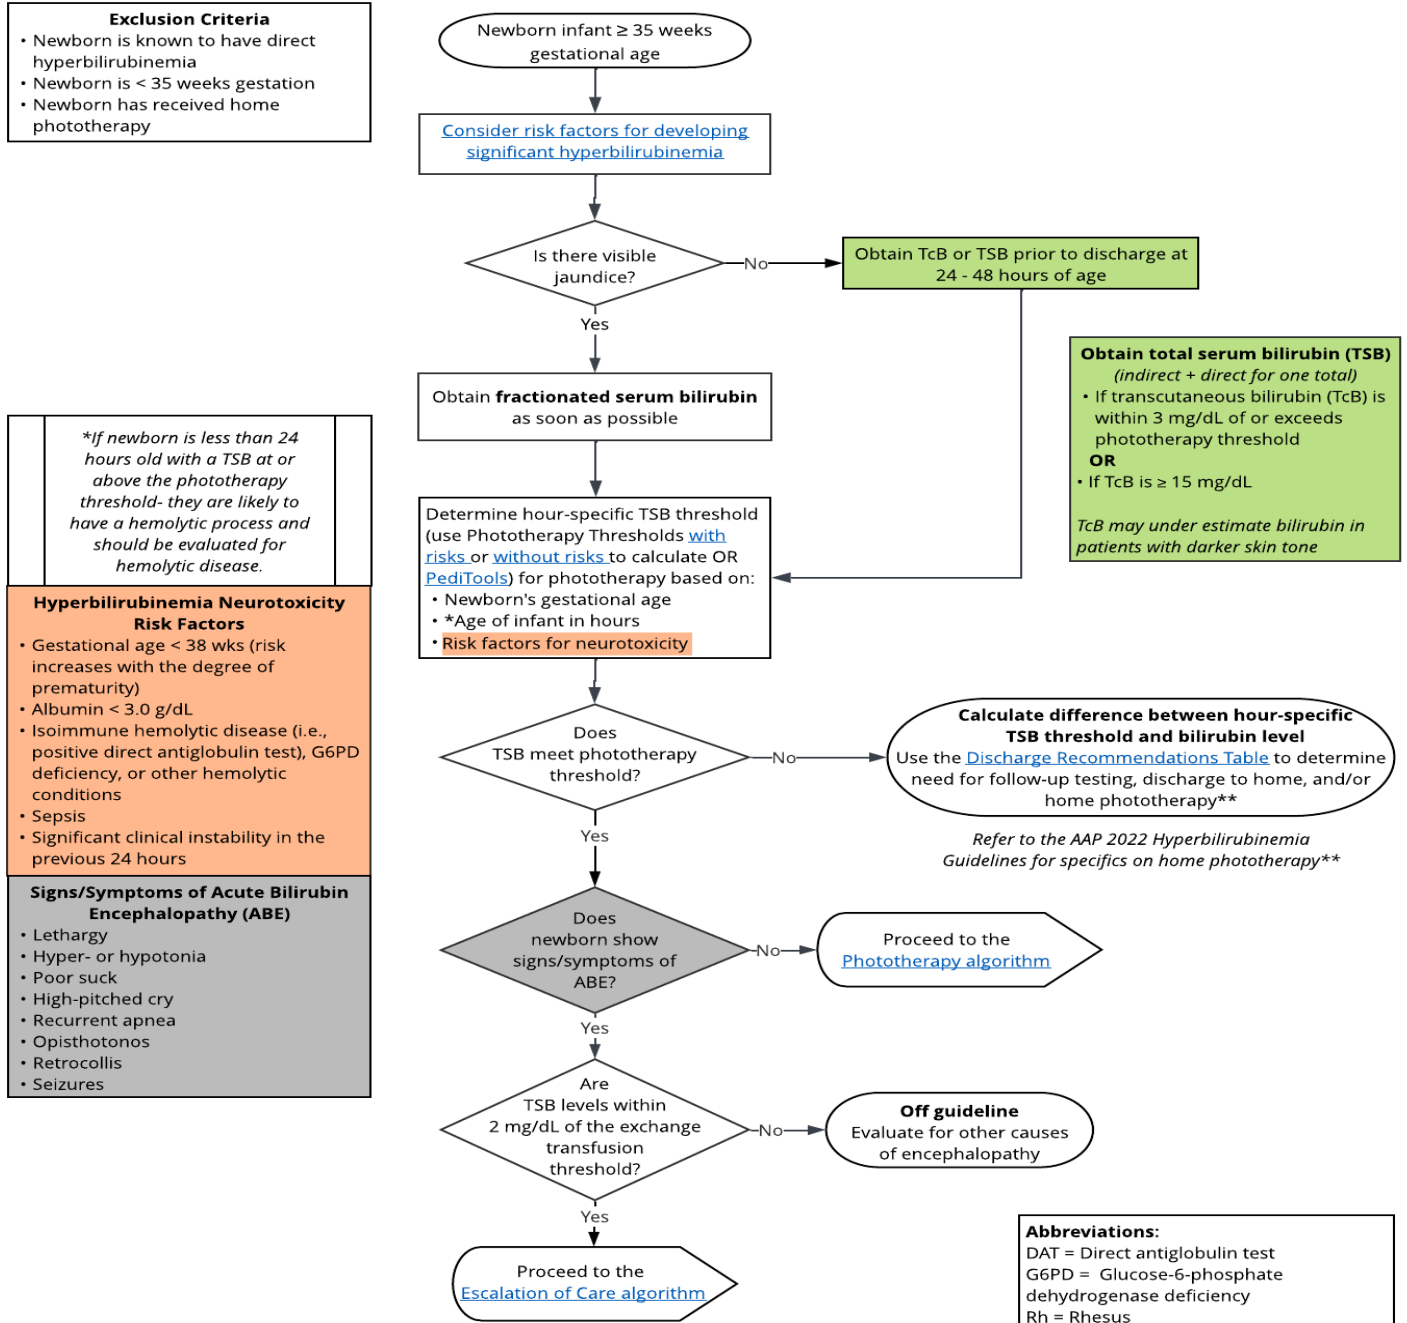 Exclusion Criteria
• Newborn is known to have direct
hyperbilirubinemia
• Newborn is < 35 weeks gestation
• Newborn has received home
phototherapy
Newborn infant ≥ 35 weeks
gestational age
Consider risk factors for developing
significant hyperbilirubinemia
Is there visible
jaundice?
No
Obtain TcB or TSB prior to discharge at
24 - 48 hours of age
Yes
Obtain total serum bilirubin (TSB)
(indirect + direct for one total)
• If transcutaneous bilirubin (TcB) is
within 3 mg/dL of or exceeds
phototherapy threshold
OR
• If TcB is ≥ 15 mg/dL
TcB may under estimate bilirubin in
patients with darker skin tone
Obtain fractionated serum bilirubin
as soon as possible
*If newborn is less than 24
hours old with a TSB at or
above the phototherapy
threshold- they are likely to
have a hemolytic process and
should be evaluated for
hemolytic disease.
Determine hour-specific TSB threshold
(use Phototherapy Thresholds with
risks or without risks to calculate OR
PediTools) for phototherapy based on:
• Newborn's gestational age
• *Age of infant in hours
• Risk factors for neurotoxicity
Hyperbilirubinemia Neurotoxicity
Risk Factors
• Gestational age < 38 wks (risk
increases with the degree of
prematurity)
• Albumin < 3.0 g/dL
• Isoimmune hemolytic disease (i.e.,
positive direct antiglobulin test), G6PD
deficiency, or other hemolytic
conditions
• Sepsis
• Significant clinical instability in the
previous 24 hours
Does
TSB meet phototherapy
threshold?
No
Calculate difference between hour-specific
TSB threshold and bilirubin level
Use the Discharge Recommendations Table to determine
need for follow-up testing, discharge to home, and/or
home phototherapy**
Refer to the AAP 2022 Hyperbilirubinemia
Guidelines for specifics on home phototherapy**
Yes
Signs/Symptoms of Acute Bilirubin
Encephalopathy (ABE)
• Lethargy
• Hyper- or hypotonia
• Poor suck
• High-pitched cry
• Recurrent apnea
• Opisthotonos
• Retrocollis
• Seizures
Does
newborn show
signs/symptoms of
ABE?
No
Proceed to the
Phototherapy algorithm
Yes
Are
TSB levels within
2 mg/dL of the exchange
transfusion
threshold?
No
Off guideline
Evaluate for other causes
of encephalopathy
Yes
Proceed to the
Escalation of Care algorithm
Abbreviations:
DAT = Direct antiglobulin test
G6PD =  Glucose-6-phosphate
dehydrogenase deficiency
Rh = Rhesus